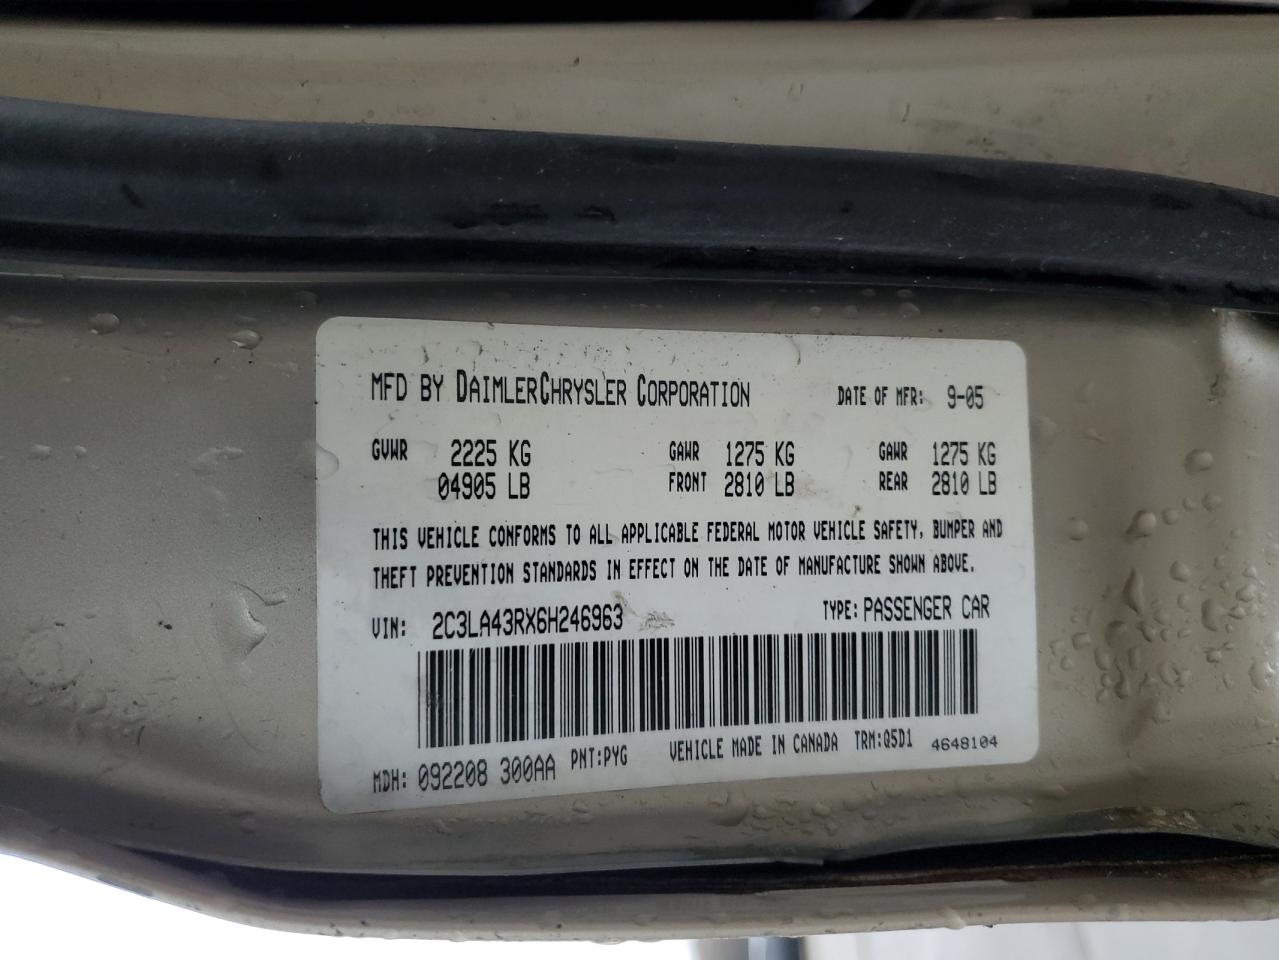 MFD BY DAIMLERCHRYSLER CORPORATION DATE OF MFR: 9-05
GVWR 2225 KG GAWR 1275 KG GAWR 1275 KG
04905 LB FRONT 2810 LB REAR 2810 LB
THIS VEHICLE CONFORMS TO ALL APPLICABLE FEDERAL MOTOR VEHICLE SAFETY, BUMPER AND
THEFT PREVENTION STANDARDS IN EFFECT ON THE DATE OF MANUFACTURE SHOWN ABOVE.
VIN: 2C3LA43RX6H246963 TYPE: PASSENGER CAR
MDH: 092208 300AA PNT:PYG VEHICLE MADE IN CANADA TRM:Q5D1 4648104